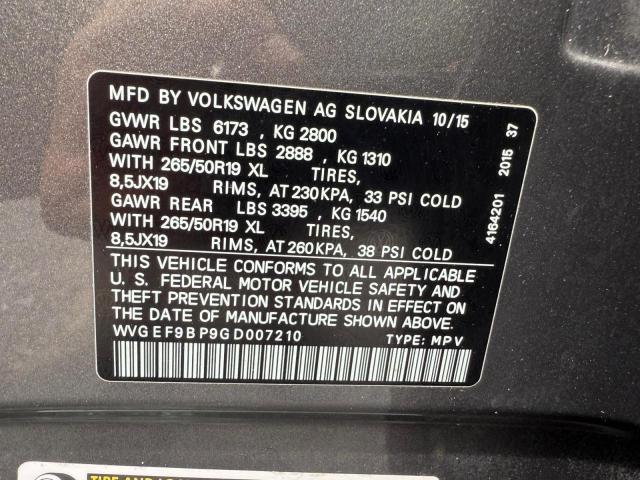 MFD BY VOLKSWAGEN AG SLOVAKIA 10/15
GVWR LBS 6173 , KG 2800
GAWR FRONT LBS 2888 , KG 1310
WITH 265/50R19 XL TIRES,
8,5JX19 RIMS, AT 230KPA, 33 PSI COLD
GAWR REAR LBS 3395 , KG 1540
WITH 265/50R19 XL TIRES,
8,5JX19 RIMS, AT 260KPA, 38 PSI COLD
THIS VEHICLE CONFORMS TO ALL APPLICABLE
U. S. FEDERAL MOTOR VEHICLE SAFETY AND
THEFT PREVENTION STANDARDS IN EFFECT ON
THE DATE OF MANUFACTURE SHOWN ABOVE.
WVGEF9BP9GD007210 TYPE: MPV
4164201 2015 37
TIRE AND